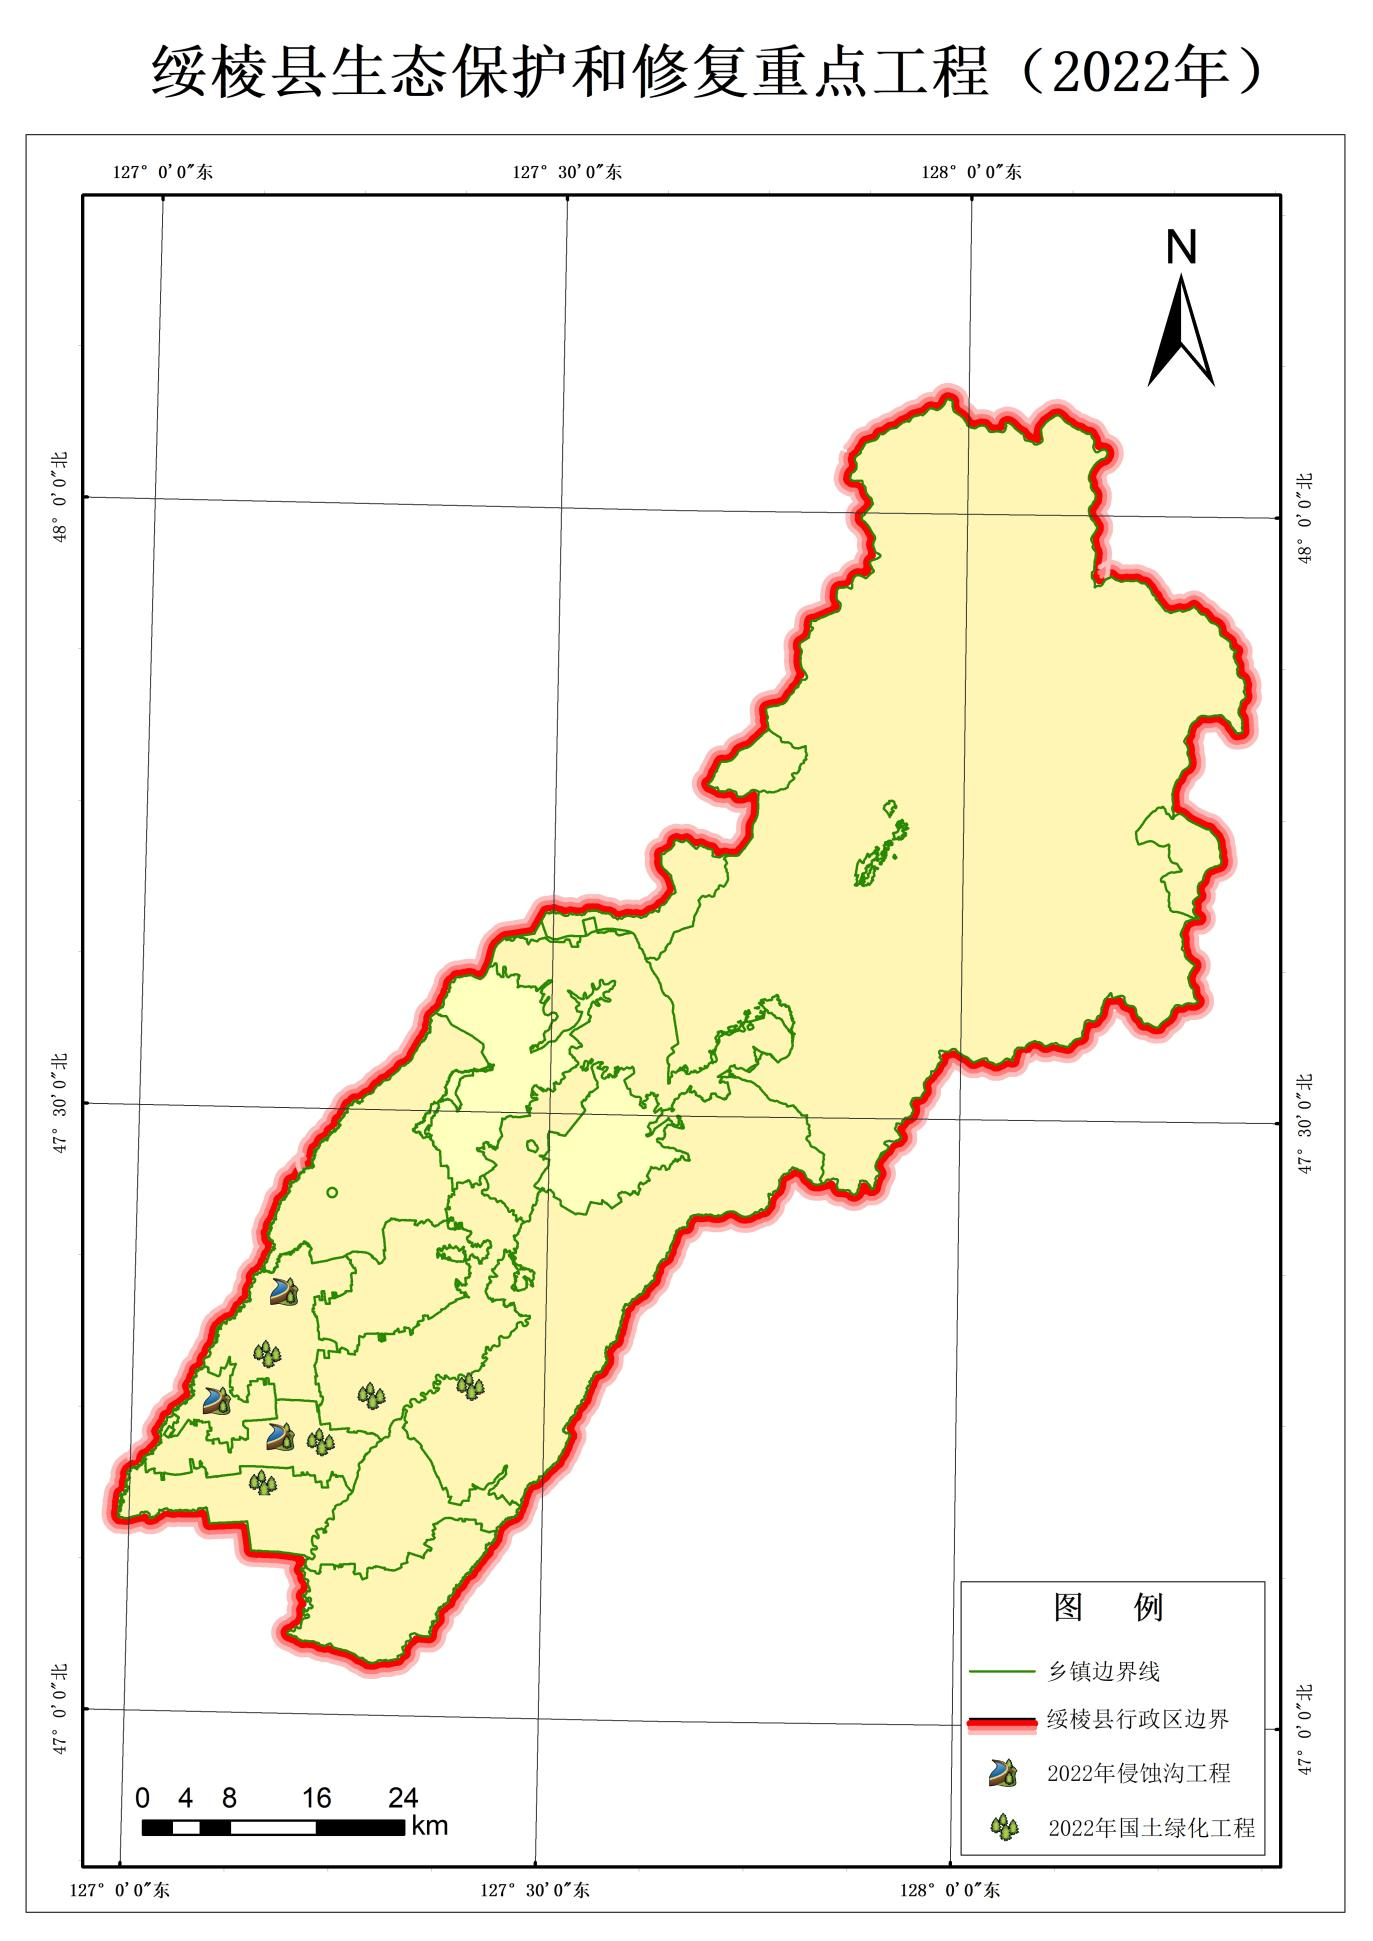 绥棱县生态保护和修复重点工程（2022年）
127° 0'0"东
127° 30'0"东
128° 0'0"东
N
48° 0'0"北
48° 0'0"北
47° 30'0"北
47° 30'0"北
47° 0'0"北
47° 0'0"北
图 例
乡镇边界线
绥棱县行政区边界
2022年侵蚀沟工程
2022年国土绿化工程
0 4 8 16 24
km
127° 0'0"东
127° 30'0"东
128° 0'0"东